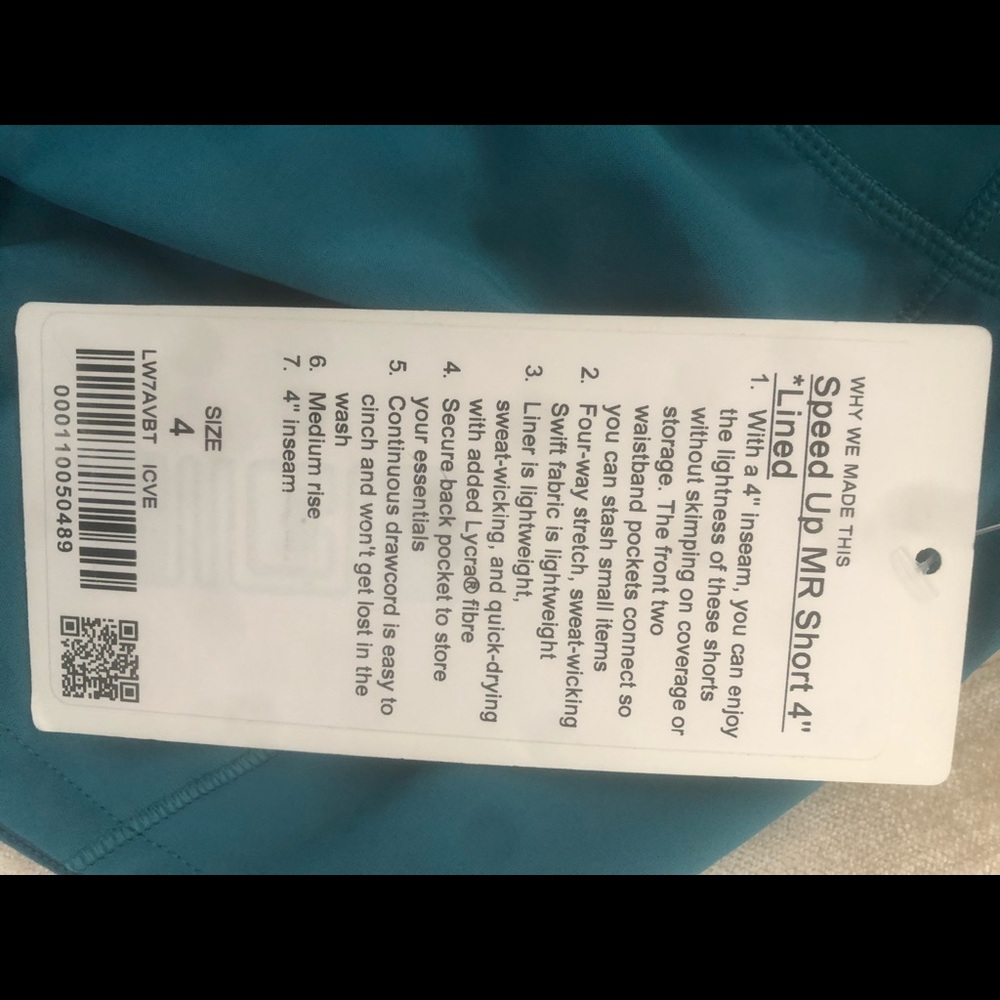 WHY WE MADE THIS
Speed Up MR Short 4"
*Lined
1. With a 4" inseam, you can enjoy
the lightness of these shorts
without skimping on coverage or
storage. The front two
waistband pockets connect so
you can stash small items
2. Four-way stretch, sweat-wicking
Swift fabric is lightweight
3. Liner is lightweight,
sweat-wicking, and quick-drying
with added Lycra® fibre
4. Secure back pocket to store
your essentials
5. Continuous drawcord is easy to
cinch and won't get lost in the
wash
6. Medium rise
7. 4" inseam
SIZE
4
LW7AVBT ICVE
000110050489